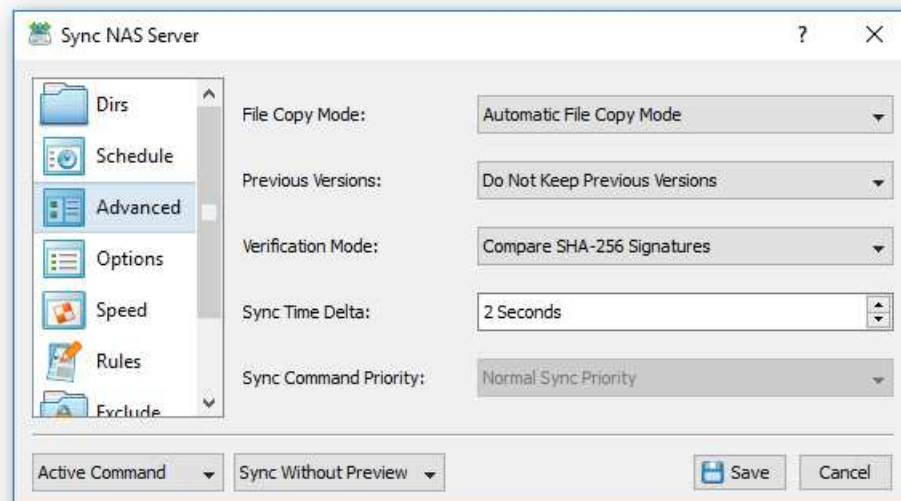 Sync NAS Server
?
Dirs
Schedule
Advanced
Options
Speed
Rules
Exclude
File Copy Mode: Automatic File Copy Mode
Previous Versions: Do Not Keep Previous Versions
Verification Mode: Compare SHA-256 Signatures
Sync Time Delta: 2 Seconds
Sync Command Priority: Normal Sync Priority
Active Command Sync Without Preview Save Cancel